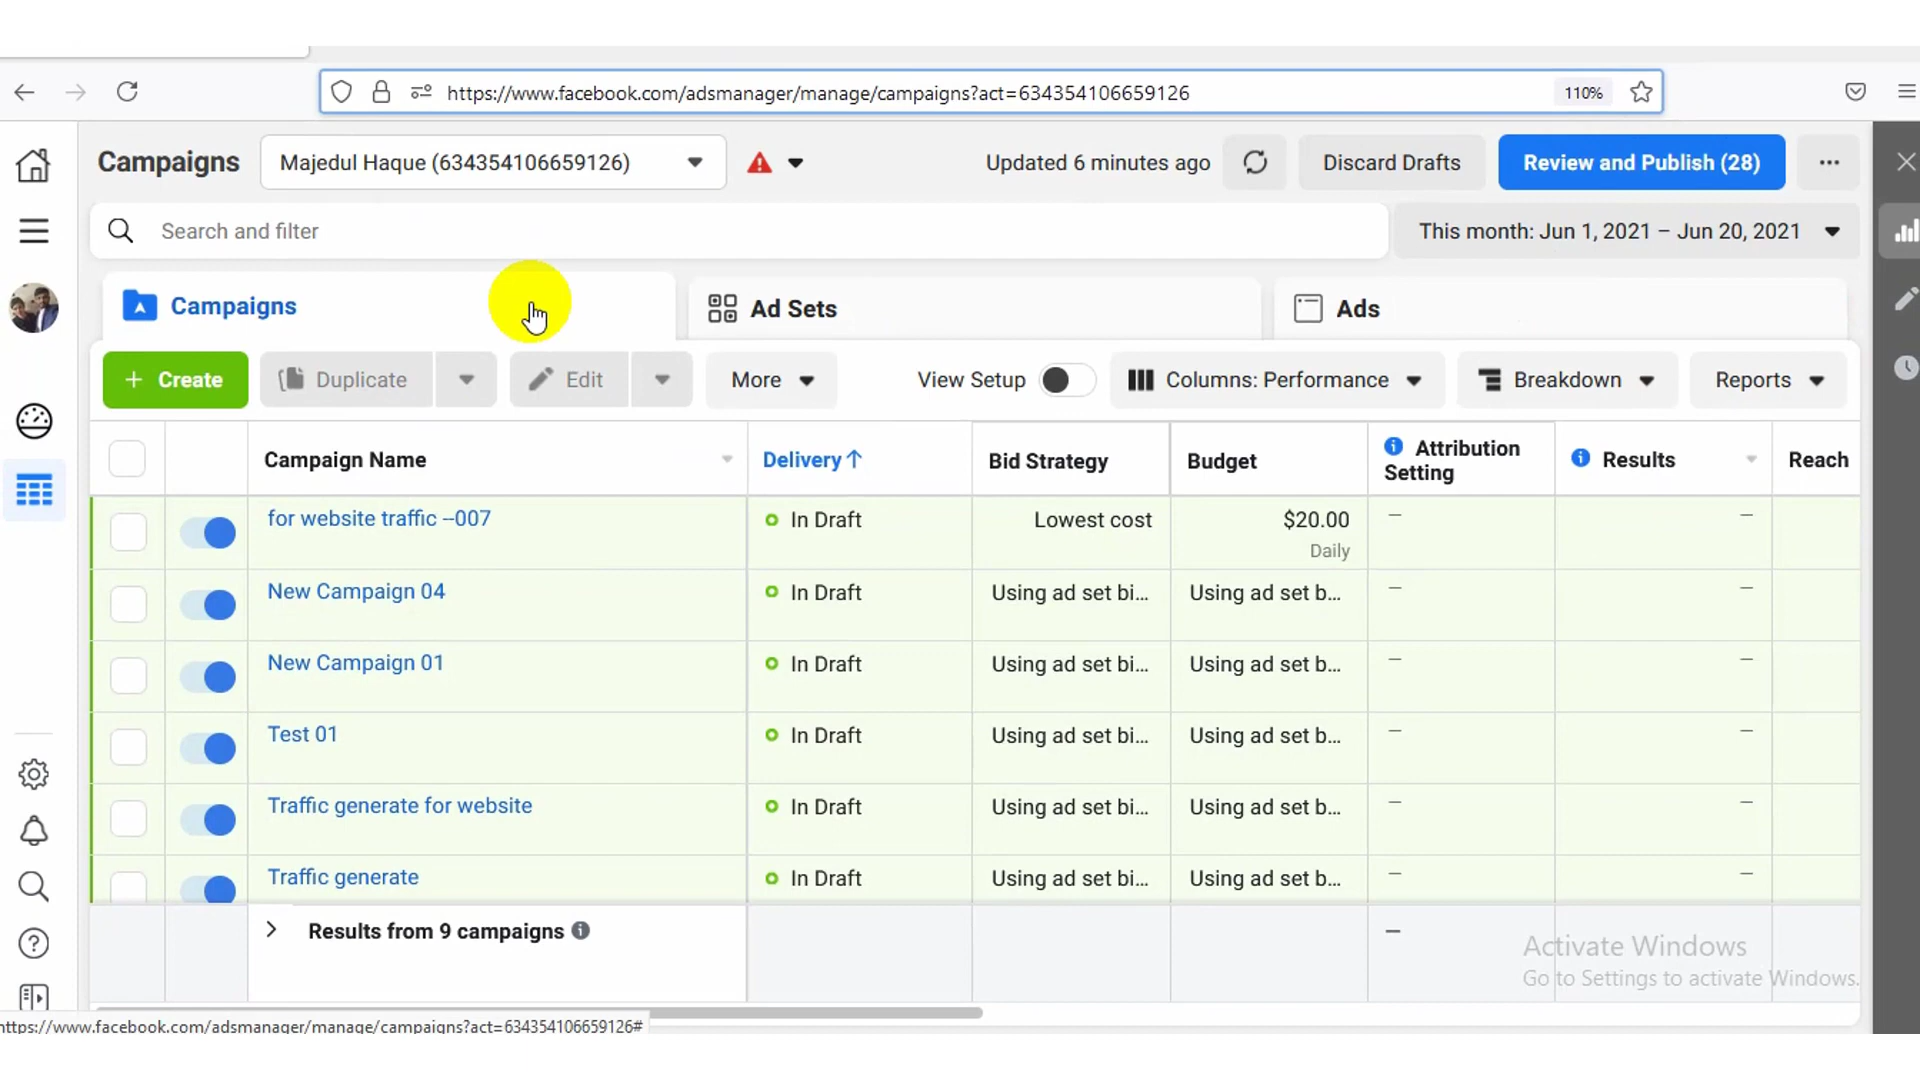 https://www.facebook.com/adsmanager/manage/campaigns?act=634354106659126
110%
Campaigns
Majedul Haque (634354106659126)
Updated 6 minutes ago
Discard Drafts
Review and Publish (28)
Search and filter
This month: Jun 1, 2021 – Jun 20, 2021
Campaigns
Ad Sets
Ads
+ Create
Duplicate
Edit
More
View Setup
Columns: Performance
Breakdown
Reports
Campaign Name
Delivery↑
Bid Strategy
Budget
Attribution
Setting
Results
Reach
for website traffic --007
In Draft
Lowest cost
$20.00
Daily
–
–
New Campaign 04
In Draft
Using ad set bi...
Using ad set b...
–
–
New Campaign 01
In Draft
Using ad set bi...
Using ad set b...
–
–
Test 01
In Draft
Using ad set bi...
Using ad set b...
–
–
Traffic generate for website
In Draft
Using ad set bi...
Using ad set b...
–
–
Traffic generate
In Draft
Using ad set bi...
Using ad set b...
–
–
Results from 9 campaigns
–
Activate Windows
Go to Settings to activate Windows.
https://www.facebook.com/adsmanager/manage/campaigns?act=634354106659126#